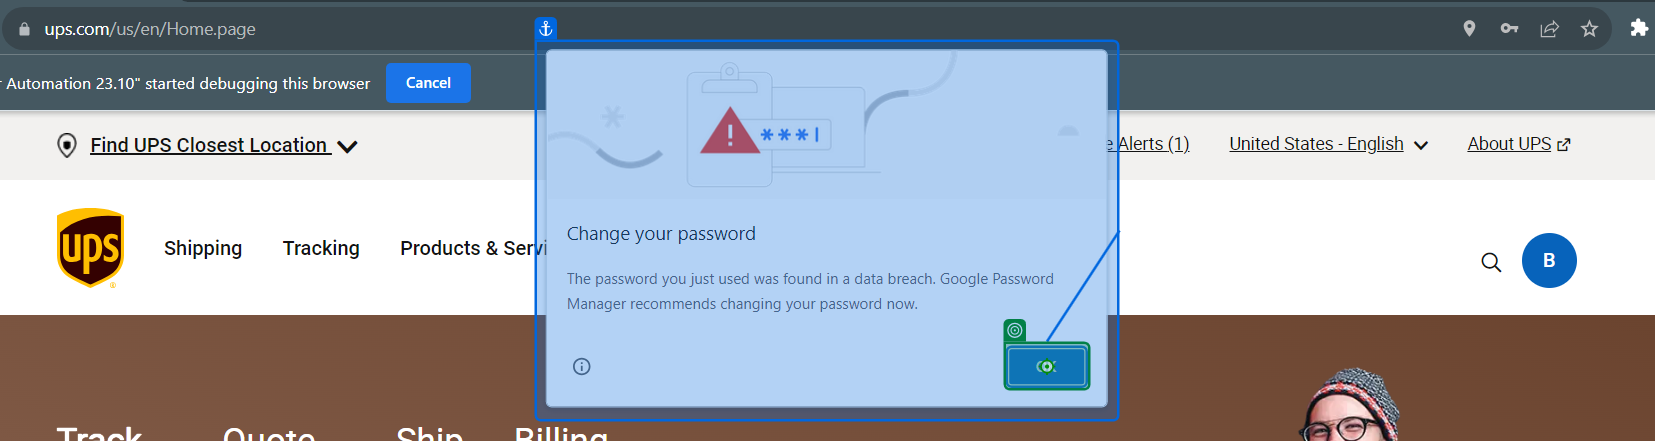 ups.com/us/en/Home.page
Automation 23.10" started debugging this browser
Cancel
Find UPS Closest Location
Alerts (1)
United States - English
About UPS
***|
ups
Shipping
Tracking
Products & Servi
B
Change your password
The password you just used was found in a data breach. Google Password
Manager recommends changing your password now.
OK
Track
Quote
Ship
Billing